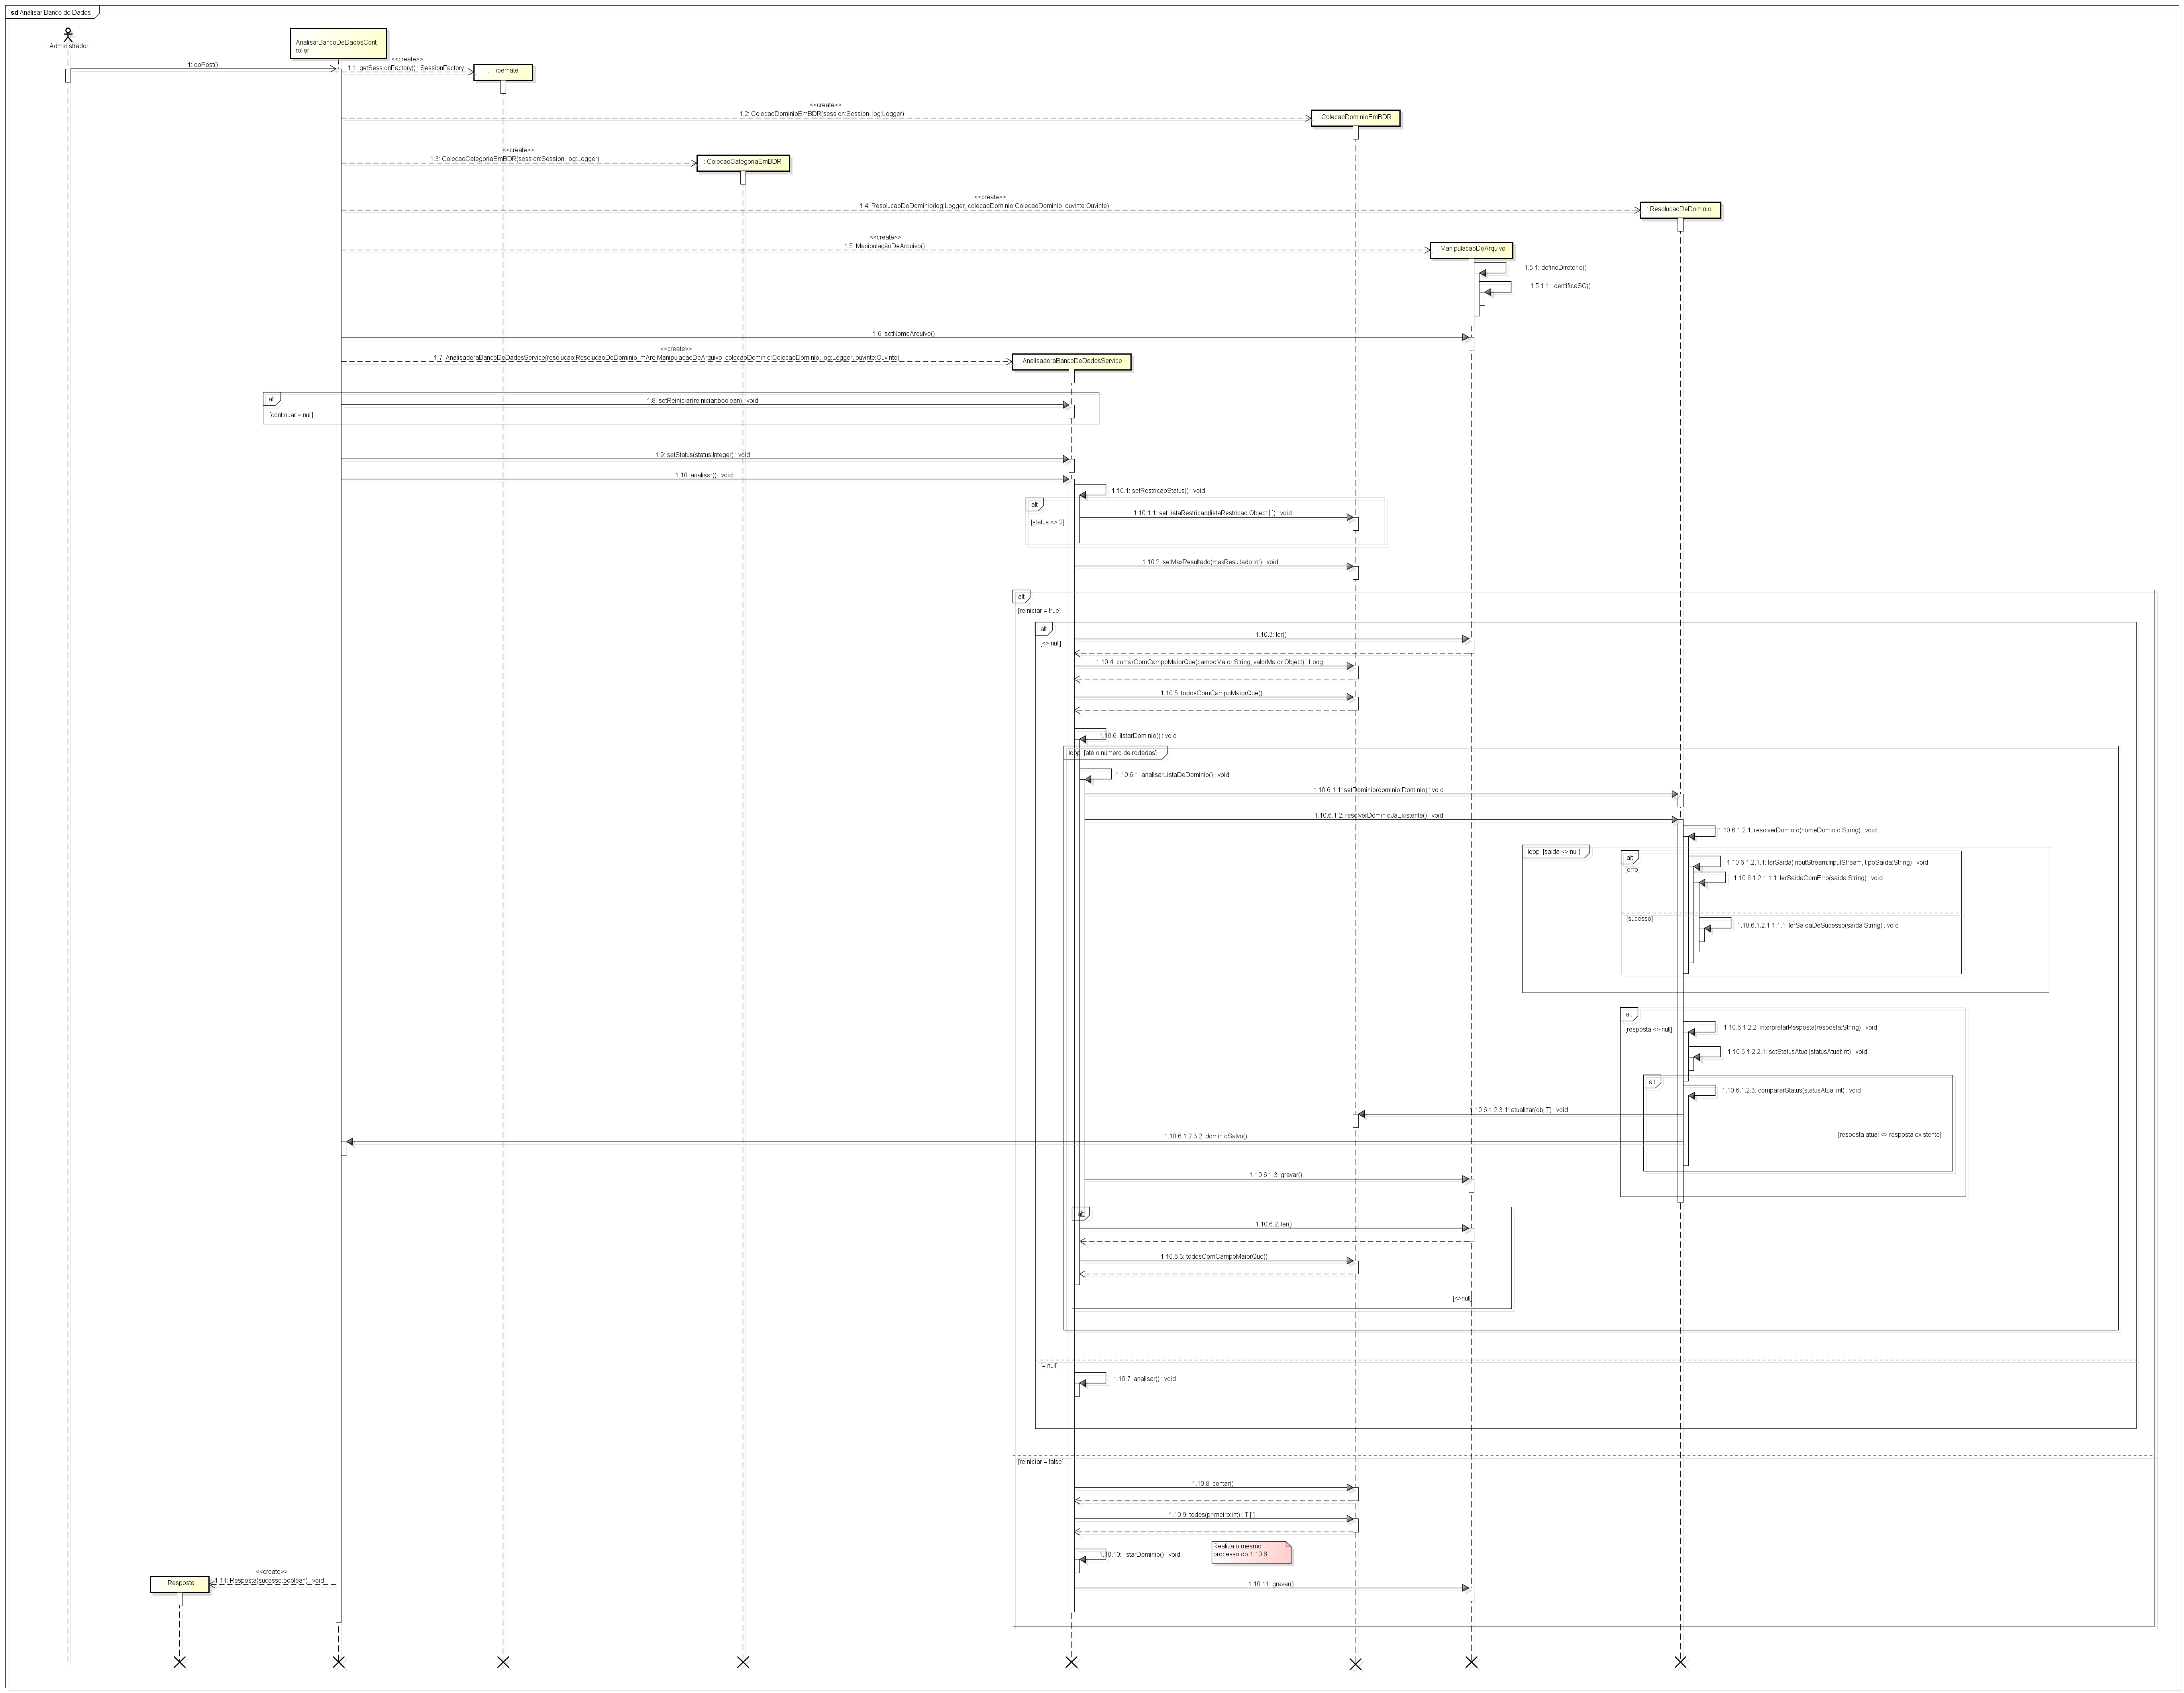 sd Analisar Banco de Dados
: Administrador
AnalisarBancoDeDadosCont
roller
1: doPost()
<<create>>
1.1: getSessionFactory() : SessionFactory
: Hibernate
<<create>>
1.2: ColecaoDominioEmBDR(session:Session, log:Logger)
ColecaoDominioEmBDR
<<create>>
1.3: ColecaoCategoriaEmBDR(session:Session, log:Logger)
: ColecaoCategoriaEmBDR
<<create>>
1.4: ResolucaoDeDominio(log:Logger, colecaoDominio:ColecaoDominio, ouvinte:Ouvinte)
ResolucaoDeDominio
<<create>>
1.5: ManipulaçãoDeArquivo()
: ManipulacaoDeArquivo
1.5.1: defineDiretorio()
1.5.1.1: identificaSO()
1.6: setNomeArquivo()
<<create>>
1.7: AnalisadoraBancoDeDadosService(resolucao:ResolucaoDeDominio, mArq:ManipulacaoDeArquivo, colecaoDominio:ColecaoDominio, log:Logger, ouvinte:Ouvinte)
: AnalisadoraBancoDeDadosService
alt
1.8: setReiniciar(reiniciar:boolean) : void
[continuar = null]
1.9: setStatus(status:Integer) : void
1.10: analisar() : void
1.10.1: setRestricaoStatus() : void
alt
1.10.1.1: setListaRestricao(listaRestricao:Object [ ]) : void
[status <> 2]
1.10.2: setMaxResultado(maxResultado:int) : void
alt
[reiniciar = true]
alt
1.10.3: ler()
[<> null]
1.10.4: contarComCampoMaiorQue(campoMaior:String, valorMaior:Object) : Long
1.10.5: todosComCampoMaiorQue()
1.10.6: listarDominio() : void
loop [até o número de rodadas]
1.10.6.1: analisarListaDeDominio() : void
1.10.6.1.1: setDominio(dominio:Dominio) : void
1.10.6.1.2: resolverDominioJaExistente() : void
1.10.6.1.2.1: resolverDominio(nomeDominio:String) : void
loop [saída <> null]
alt
1.10.6.1.2.1.1: lerSaida(inputStream:InputStream, tipoSaida:String) : void
[erro]
1.10.6.1.2.1.1.1: lerSaidaComErro(saida:String) : void
[sucesso]
1.10.6.1.2.1.1.1.1: lerSaidaDeSucesso(saida:String) : void
alt
1.10.6.1.2.2: interpretarResposta(resposta:String) : void
[resposta <> null]
1.10.6.1.2.2.1: setStatusAtual(statusAtual:int) : void
alt
1.10.6.1.2.3: compararStatus(statusAtual:int) : void
1.10.6.1.2.3.1: atualizar(obj:T) : void
1.10.6.1.2.3.2: dominioSalvo()
[resposta atual <> resposta existente]
1.10.6.1.3: gravar()
alt
1.10.6.2: ler()
1.10.6.3: todosComCampoMaiorQue()
[<>null]
[= null]
1.10.7: analisar() : void
[reiniciar = false]
1.10.8: contar()
1.10.9: todos(primeiro:int) : T [ ]
Realiza o mesmo
processo do 1.10.6
1.10.10: listarDominio() : void
<<create>>
1.11: Resposta(sucesso:boolean) : void
: Resposta
1.10.11: gravar()